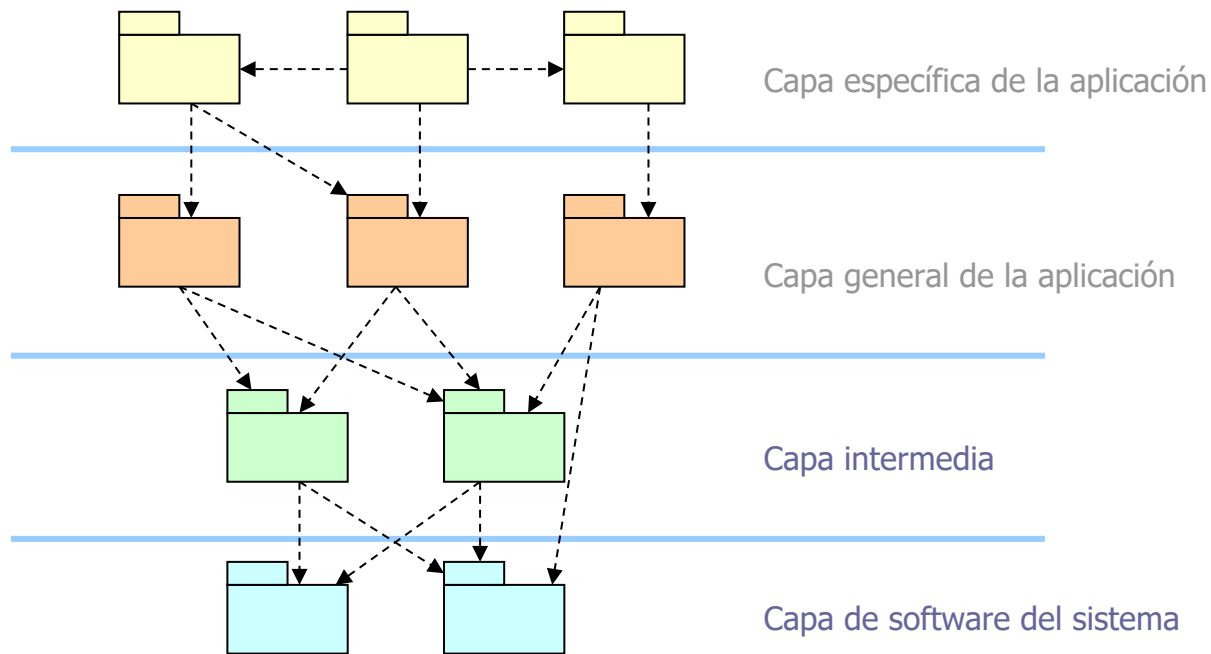 Capa específica de la aplicación
Capa general de la aplicación
Capa intermedia
Capa de software del sistema